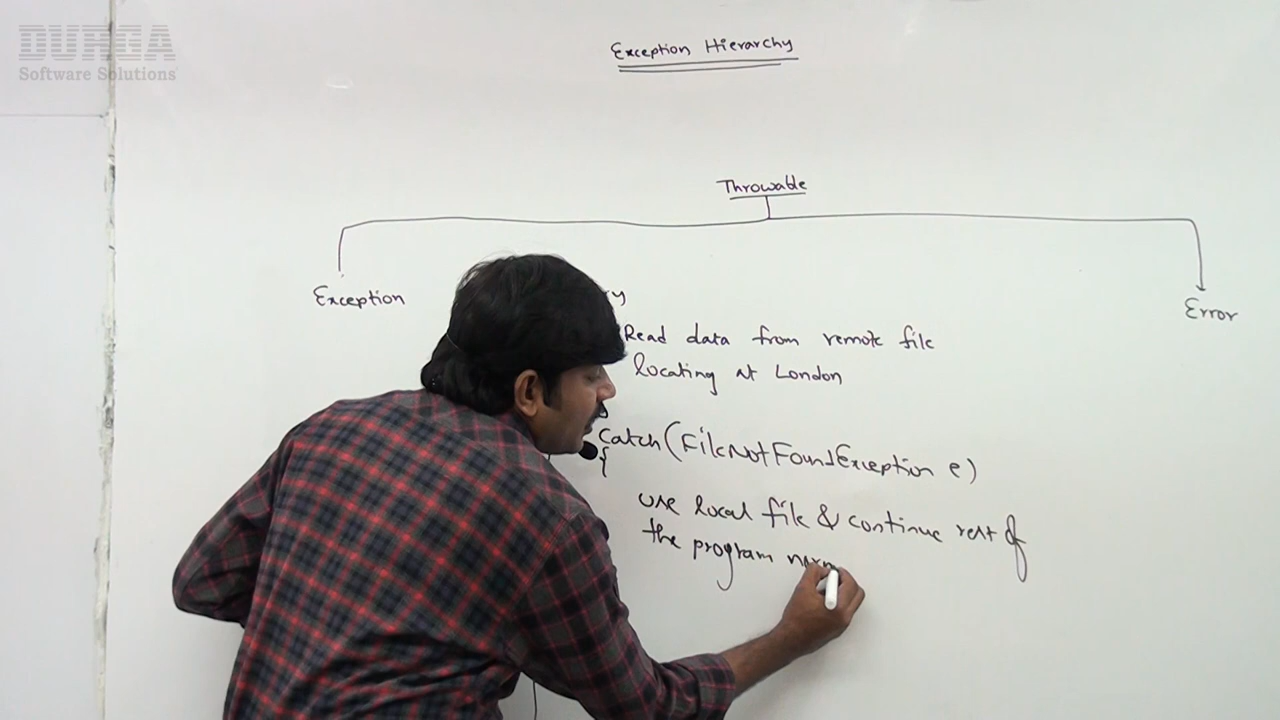 DURGA
Software Solutions
Exception Hierarchy
Throwable
Exception
Error
Read data from remote file
locating at London
Catch(FileNotFoundException e)
{
use local file & continue rest of
the program